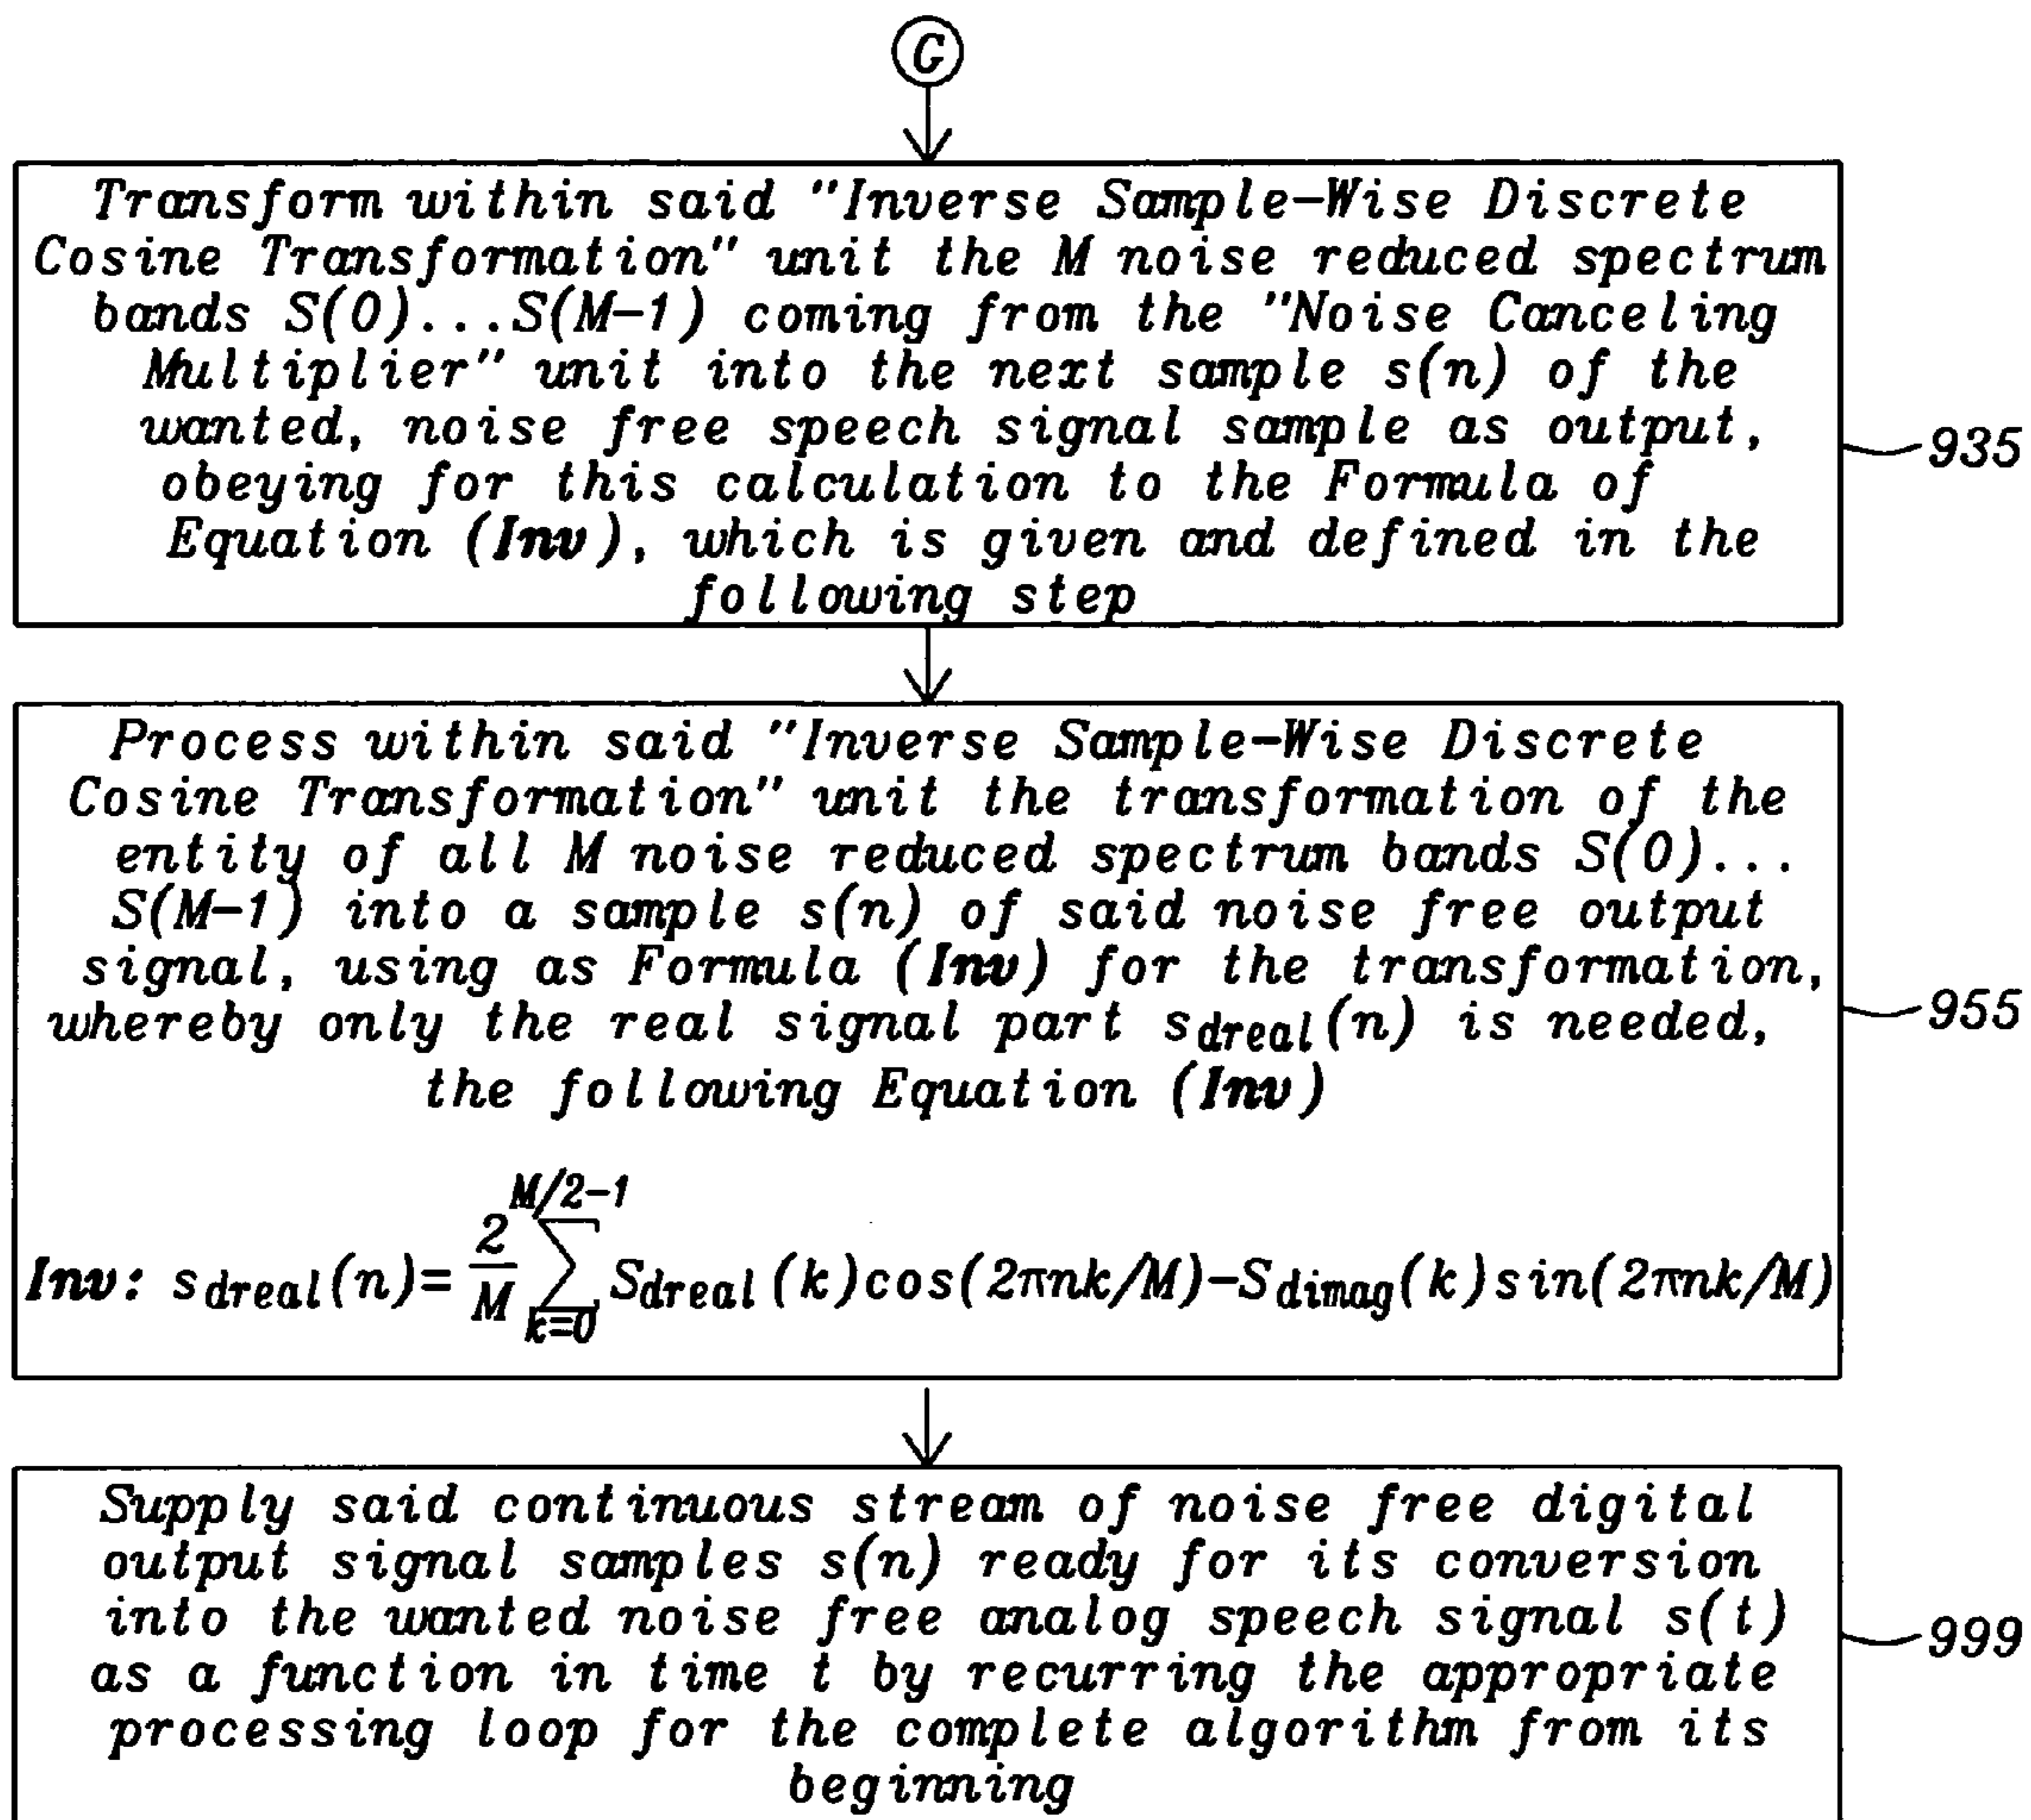 G
Transform within said "Inverse Sample-Wise Discrete
Cosine Transformation" unit the M noise reduced spectrum
bands S(0)...S(M-1) coming from the "Noise Canceling
Multiplier" unit into the next sample s(n) of the
wanted, noise free speech signal sample as output,
obeying for this calculation to the Formula of
Equation (Inv), which is given and defined in the
following step
935
Process within said "Inverse Sample-Wise Discrete
Cosine Transformation" unit the transformation of the
entity of all M noise reduced spectrum bands S(0)...
S(M-1) into a sample s(n) of said noise free output
signal, using as Formula (Inv) for the transformation,
whereby only the real signal part sdreal(n) is needed,
the following Equation (Inv)
955
Inv: sdreal(n)= 2/M ∑ k=0 M/2-1 Sdreal(k)cos(2πnk/M)-Sdimag(k)sin(2πnk/M)
Supply said continuous stream of noise free digital
output signal samples s(n) ready for its conversion
into the wanted noise free analog speech signal s(t)
as a function in time t by recurring the appropriate
processing loop for the complete algorithm from its
beginning
999